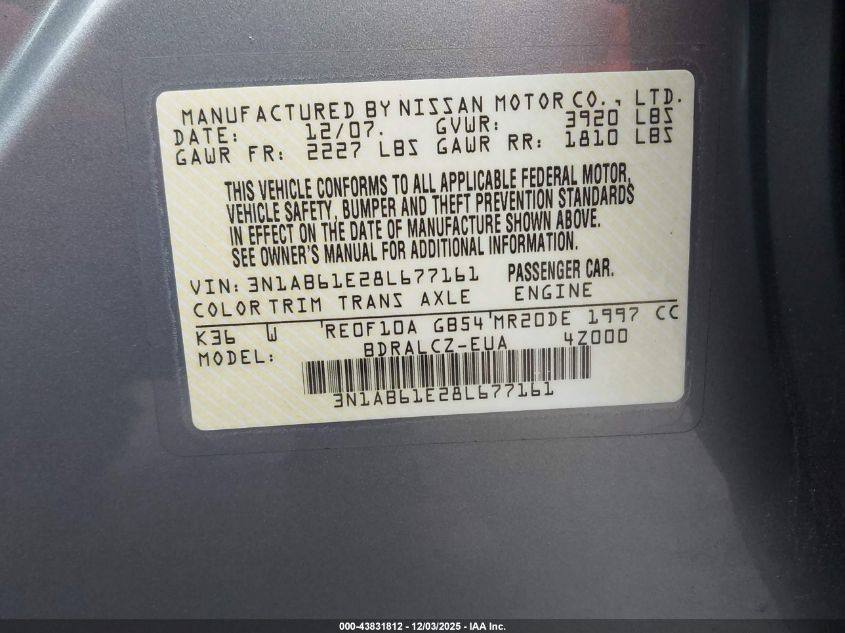 MANUFACTURED BY NISSAN MOTOR CO., LTD.
DATE: 12/07. GVWR: 3920 LBS
GAWR FR: 2227 LBS GAWR RR: 1810 LBS
THIS VEHICLE CONFORMS TO ALL APPLICABLE FEDERAL MOTOR,
VEHICLE SAFETY, BUMPER AND THEFT PREVENTION STANDARDS
IN EFFECT ON THE DATE OF MANUFACTURE SHOWN ABOVE.
SEE OWNER'S MANUAL FOR ADDITIONAL INFORMATION.
VIN: 3N1AB61E28L677161 PASSENGER CAR.
COLOR TRIM TRANS AXLE ENGINE
K36 W 'RE0F10A GB54'MR20DE 1997 CC
MODEL: BDRALCZ-EUA 4Z000
3N1AB61E28L677161
000-43831812 - 12/03/2025 - IAA Inc.